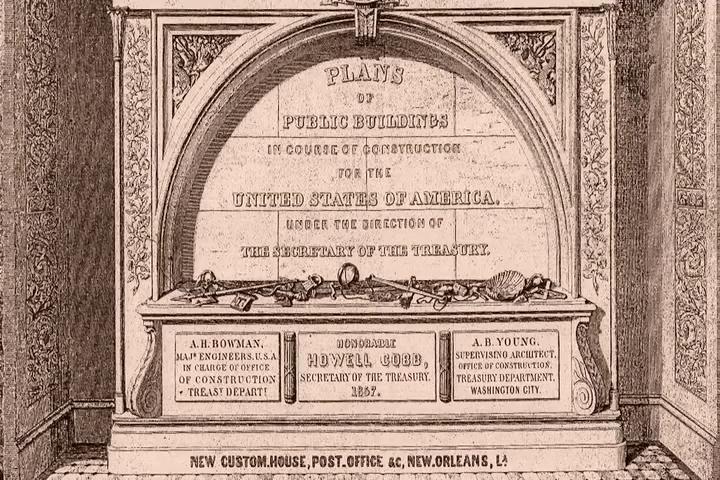 PLANS
OF
PUBLIC BUILDINGS
IN COURSE OF CONSTRUCTION
FOR THE
UNITED STATES OF AMERICA.
UNDER THE DIRECTION OF
THE SECRETARY OF THE TREASURY.
A.H. BOWMAN,
MAJR ENGINEERS, U.S.A.
IN CHARGE OF OFFICE
OF CONSTRUCTION
TREASY DEPARTT
HONORABLE
HOWELL COBB,
SECRETARY OF THE TREASURY.
1857.
A.B. YOUNG,
SUPERVISING ARCHITECT,
OFFICE OF CONSTRUCTION,
TREASURY DEPARTMENT,
WASHINGTON CITY.
NEW CUSTOM.HOUSE, POST.OFFICE &C, NEW.ORLEANS, LA